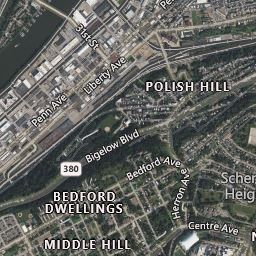 31st St
Liberty Ave
Penn Ave
POLISH HILL
380
Bigelow Blvd
Bedford Ave
Herron Ave
BEDFORD
DWELLINGS
Centre Ave
MIDDLE HILL